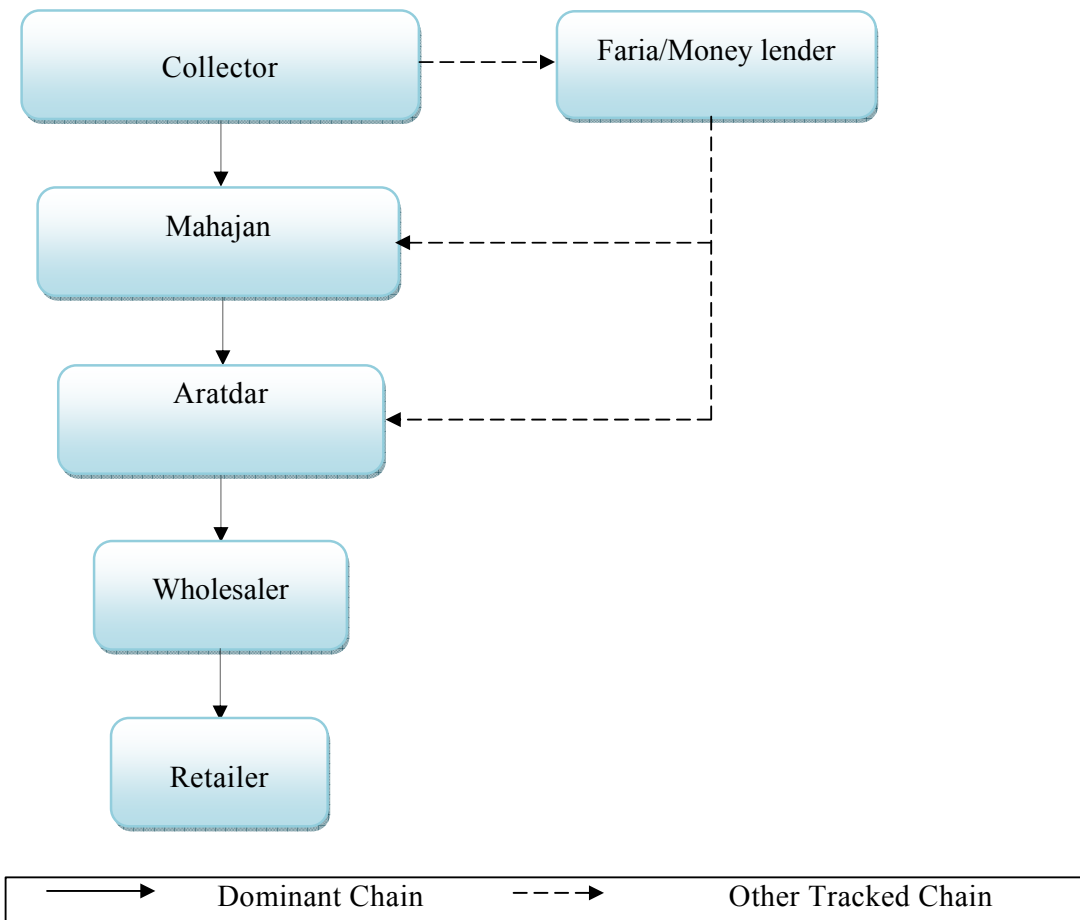 Collector
Faria/Money lender
Mahajan
Aratdar
Wholesaler
Retailer
Dominant Chain
Other Tracked Chain